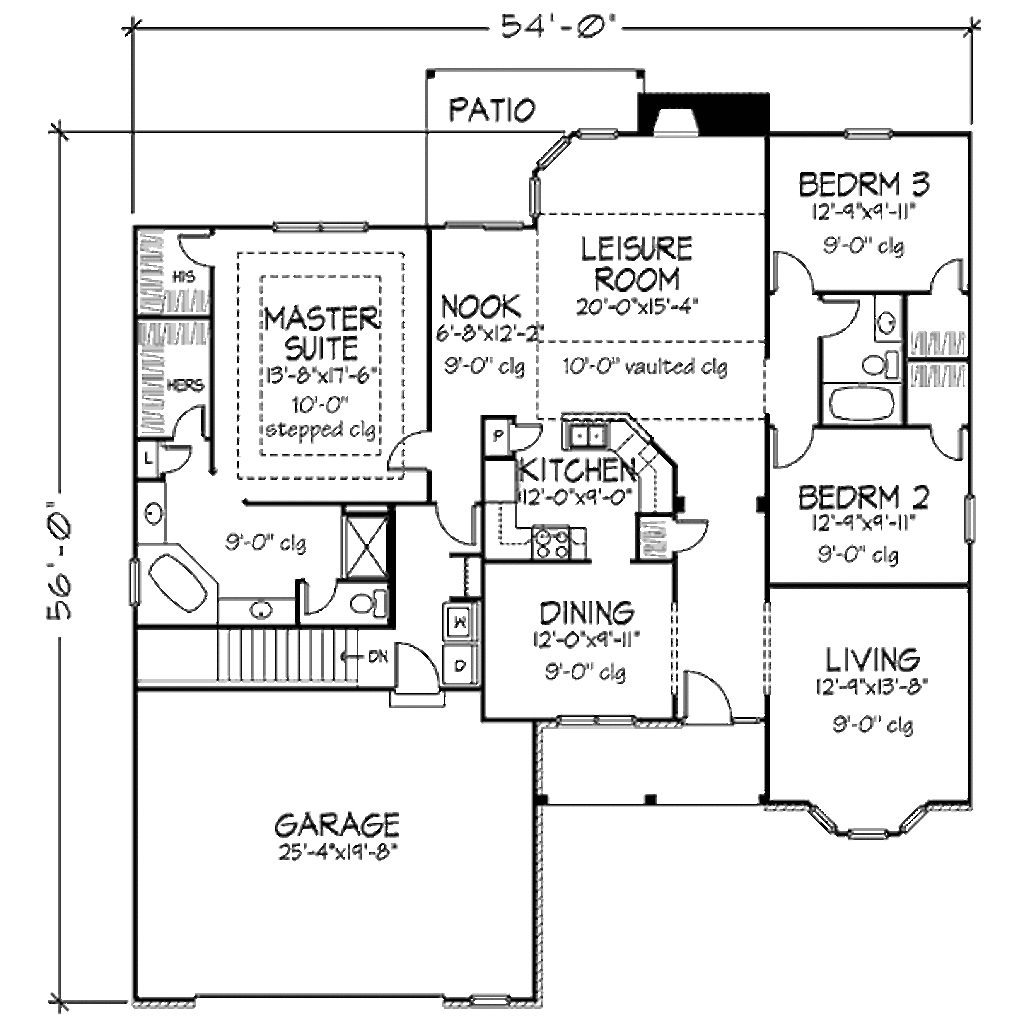 54'-0"
PATIO
BEDRM 3
12'-9"x9'-11"
9'-0" clg
LEISURE
ROOM
20'-0"x15'-4"
10'-0" vaulted clg
NOOK
6'-8"x12'-2"
9'-0" clg
HIS
HERS
MASTER
SUITE
13'-8"x17'-6"
10'-0"
stepped clg
L
P
KITCHEN
12'-0"x9'-0"
BEDRM 2
12'-9"x9'-11"
9'-0" clg
56'-0"
9'-0" clg
DINING
12'-0"x9'-11"
9'-0" clg
W
D
DN
LIVING
12'-9"x13'-8"
9'-0" clg
GARAGE
25'-4"x19'-8"